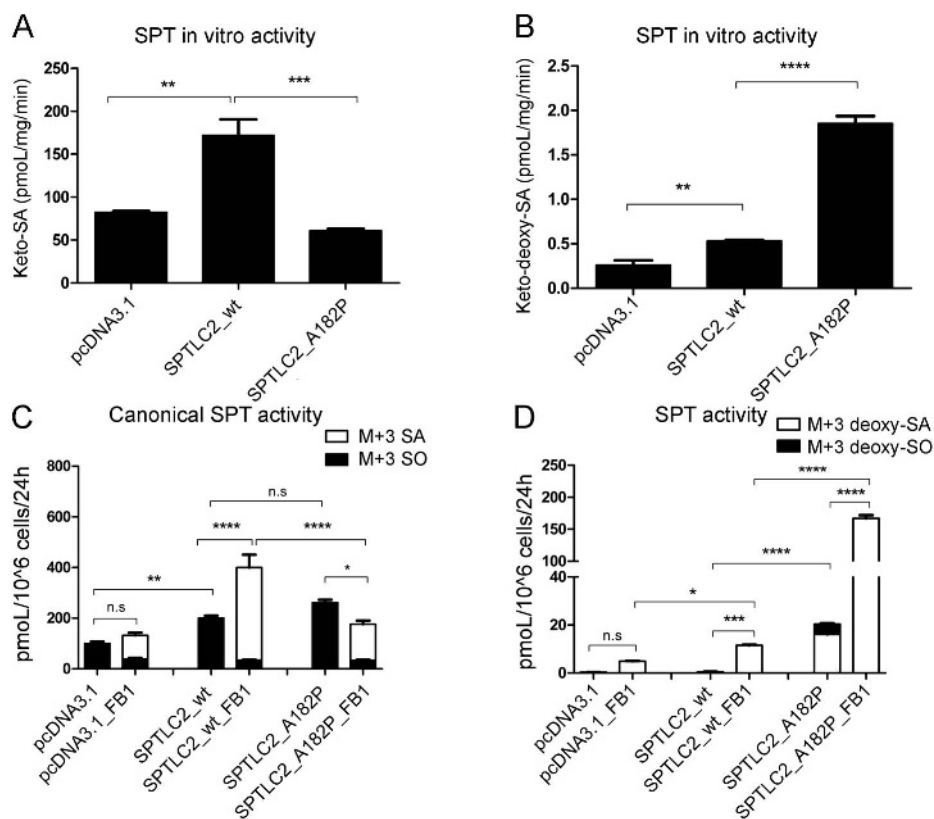 A
SPT in vitro activity
Keto-SA (pmoL/mg/min)
250
200
150
100
50
0
**
***
pcDNA3.1
SPTLC2_wt
SPTLC2_A182P
B
SPT in vitro activity
Keto-deoxy-SA (pmoL/mg/min)
2.5
2.0
1.5
1.0
0.5
0.0
**
****
pcDNA3.1
SPTLC2_wt
SPTLC2_A182P
C
Canonical SPT activity
M+3 SA
M+3 SO
pmoL/10^6 cells/24h
800
600
400
200
0
n.s
**
n.s
****
****
*
pcDNA3.1
pcDNA3.1_FB1
SPTLC2_wt
SPTLC2_wt_FB1
SPTLC2_A182P
SPTLC2_A182P_FB1
D
SPT activity
M+3 deoxy-SA
M+3 deoxy-SO
pmoL/10^6 cells/24h
250
200
150
100
50
40
20
0
n.s
*
***
****
****
****
pcDNA3.1
pcDNA3.1_FB1
SPTLC2_wt
SPTLC2_wt_FB1
SPTLC2_A182P
SPTLC2_A182P_FB1